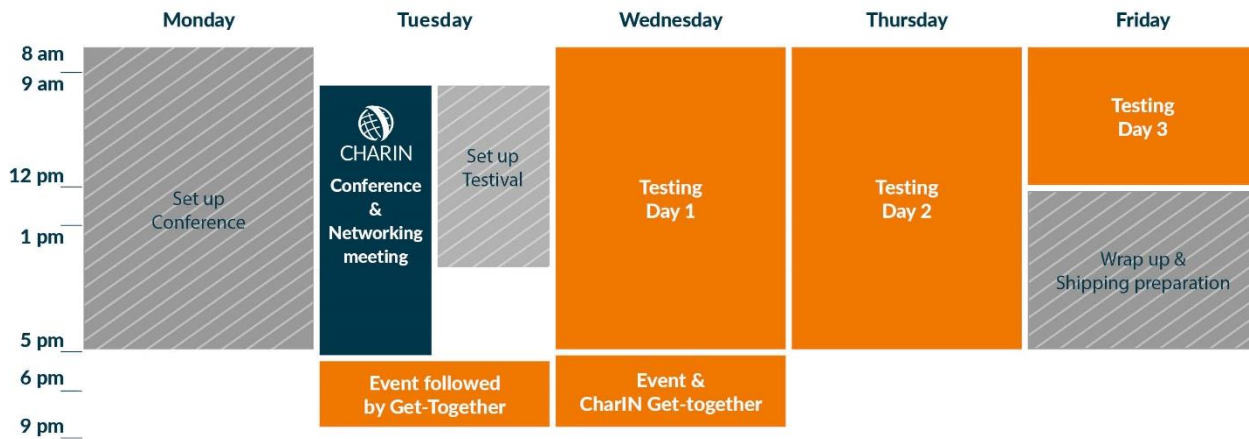 Monday
Tuesday
Wednesday
Thursday
Friday
8 am
9 am
12 pm
1 pm
5 pm
6 pm
9 pm
Set up
Conference
CHARIN
Conference
&
Networking
meeting
Set up
Testival
Event followed
by Get-Together
Testing
Day 1
Event &
CharIN Get-together
Testing
Day 2
Testing
Day 3
Wrap up &
Shipping preparation